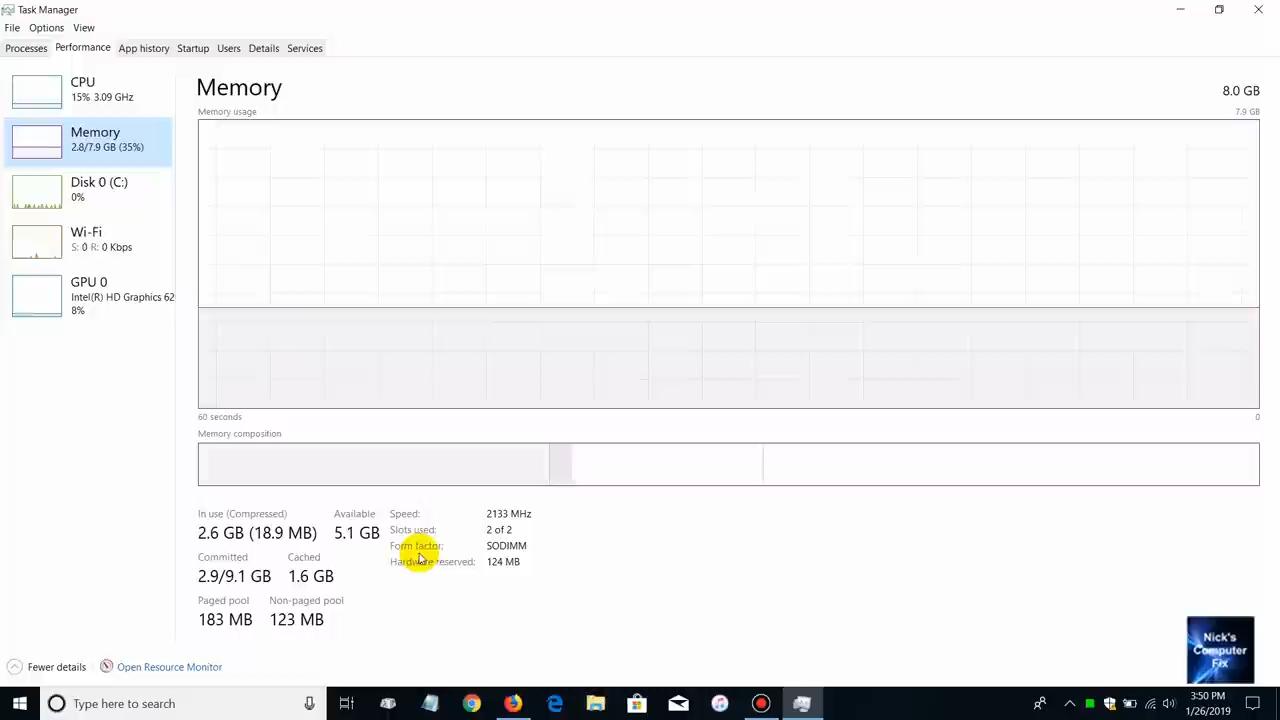 Task Manager
File Options View
Processes Performance App history Startup Users Details Services
CPU
15% 3.09 GHz
Memory
2.8/7.9 GB (35%)
Disk 0 (C:)
0%
Wi-Fi
S: 0 R: 0 Kbps
GPU 0
Intel(R) HD Graphics 62
8%
Memory
8.0 GB
Memory usage
7.9 GB
60 seconds
0
Memory composition
In use (Compressed)
2.6 GB (18.9 MB)
Available
5.1 GB
Committed
2.9/9.1 GB
Cached
1.6 GB
Paged pool
183 MB
Non-paged pool
123 MB
Speed: 2133 MHz
Slots used: 2 of 2
Form factor: SODIMM
Hardware reserved: 124 MB
Fewer details
Open Resource Monitor
Nick's
Computer
Fix
Type here to search
3:50 PM
1/26/2019